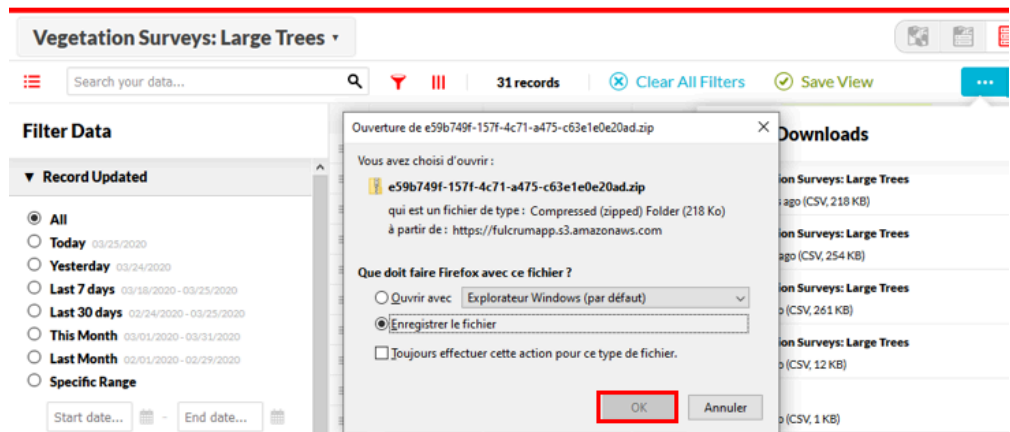 Vegetation Surveys: Large Trees
Search your data...
31 records
Clear All Filters
Save View
Filter Data
Record Updated
All
Today 03/25/2020
Yesterday 03/24/2020
Last 7 days 03/18/2020 - 03/25/2020
Last 30 days 02/24/2020 - 03/25/2020
This Month 03/01/2020 - 03/31/2020
Last Month 02/01/2020 - 02/29/2020
Specific Range
Start date... - End date...
Ouverture de e59b749f-157f-4c71-a475-c63e1e0e20ad.zip
Vous avez choisi d'ouvrir :
e59b749f-157f-4c71-a475-c63e1e0e20ad.zip
qui est un fichier de type : Compressed (zipped) Folder (218 Ko)
à partir de : https://fulcrumapp.s3.amazonaws.com
Que doit faire Firefox avec ce fichier ?
Ouvrir avec Explorateur Windows (par défaut)
Enregistrer le fichier
Toujours effectuer cette action pour ce type de fichier.
OK Annuler
Downloads
Surveys: Large Trees
ago (CSV, 218 KB)
Surveys: Large Trees
ago (CSV, 254 KB)
Surveys: Large Trees
(CSV, 261 KB)
Surveys: Large Trees
(CSV, 12 KB)
(CSV, 1 KB)